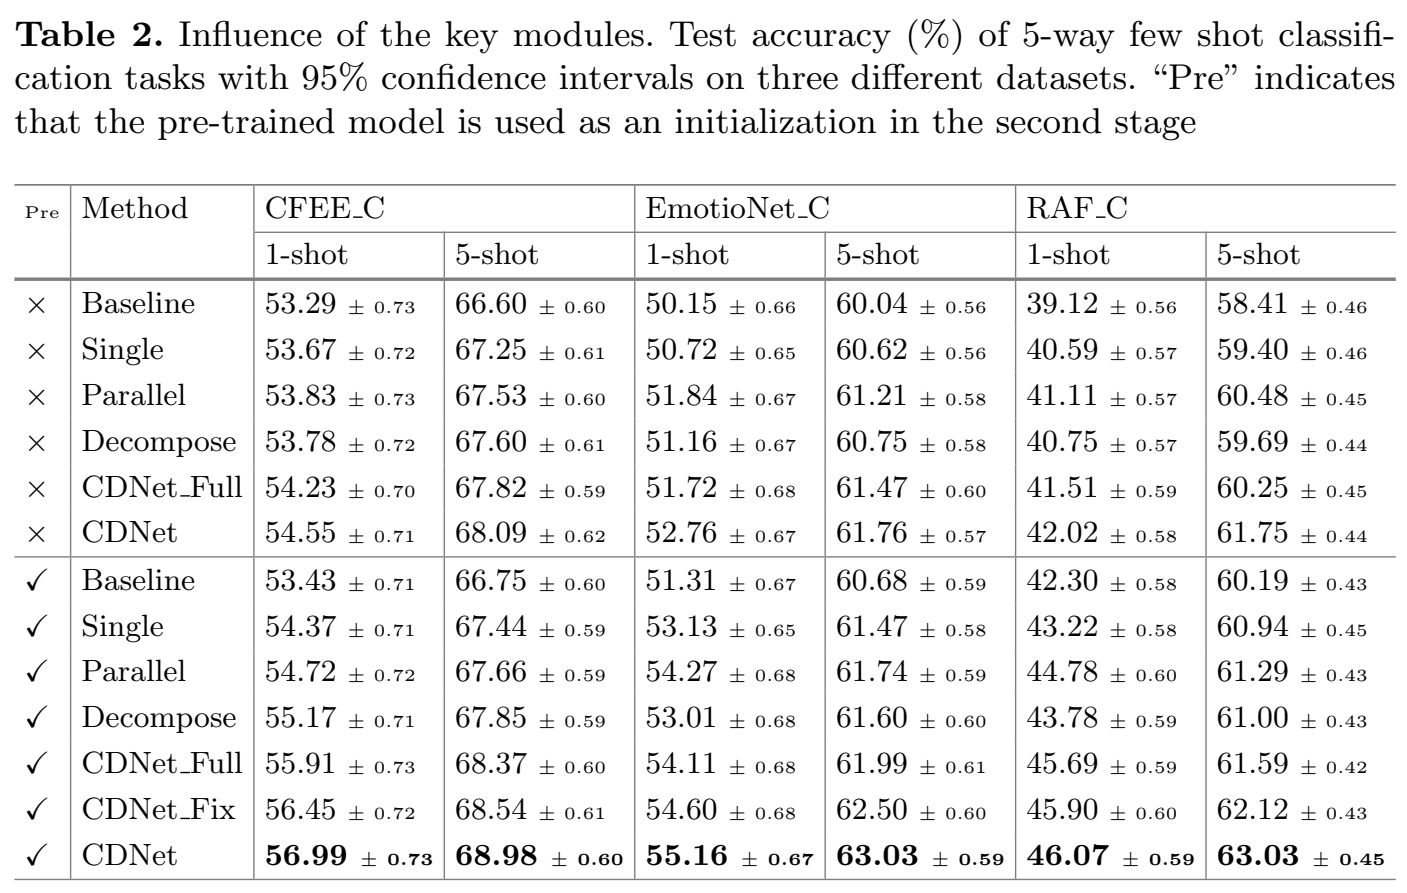 Table 2. Influence of the key modules. Test accuracy (%) of 5-way few shot classifi-
cation tasks with 95% confidence intervals on three different datasets. “Pre” indicates
that the pre-trained model is used as an initialization in the second stage
Pre Method CFEE_C EmotioNet_C RAF_C
1-shot 5-shot 1-shot 5-shot 1-shot 5-shot
× Baseline 53.29 ± 0.73 66.60 ± 0.60 50.15 ± 0.66 60.04 ± 0.56 39.12 ± 0.56 58.41 ± 0.46
× Single 53.67 ± 0.72 67.25 ± 0.61 50.72 ± 0.65 60.62 ± 0.56 40.59 ± 0.57 59.40 ± 0.46
× Parallel 53.83 ± 0.73 67.53 ± 0.60 51.84 ± 0.67 61.21 ± 0.58 41.11 ± 0.57 60.48 ± 0.45
× Decompose 53.78 ± 0.72 67.60 ± 0.61 51.16 ± 0.67 60.75 ± 0.58 40.75 ± 0.57 59.69 ± 0.44
× CDNet_Full 54.23 ± 0.70 67.82 ± 0.59 51.72 ± 0.68 61.47 ± 0.60 41.51 ± 0.59 60.25 ± 0.45
× CDNet 54.55 ± 0.71 68.09 ± 0.62 52.76 ± 0.67 61.76 ± 0.57 42.02 ± 0.58 61.75 ± 0.44
✓ Baseline 53.43 ± 0.71 66.75 ± 0.60 51.31 ± 0.67 60.68 ± 0.59 42.30 ± 0.58 60.19 ± 0.43
✓ Single 54.37 ± 0.71 67.44 ± 0.59 53.13 ± 0.65 61.47 ± 0.58 43.22 ± 0.58 60.94 ± 0.45
✓ Parallel 54.72 ± 0.72 67.66 ± 0.59 54.27 ± 0.68 61.74 ± 0.59 44.78 ± 0.60 61.29 ± 0.43
✓ Decompose 55.17 ± 0.71 67.85 ± 0.59 53.01 ± 0.68 61.60 ± 0.60 43.78 ± 0.59 61.00 ± 0.43
✓ CDNet_Full 55.91 ± 0.73 68.37 ± 0.60 54.11 ± 0.68 61.99 ± 0.61 45.69 ± 0.59 61.59 ± 0.42
✓ CDNet_Fix 56.45 ± 0.72 68.54 ± 0.61 54.60 ± 0.68 62.50 ± 0.60 45.90 ± 0.60 62.12 ± 0.43
✓ CDNet 56.99 ± 0.73 68.98 ± 0.60 55.16 ± 0.67 63.03 ± 0.59 46.07 ± 0.59 63.03 ± 0.45